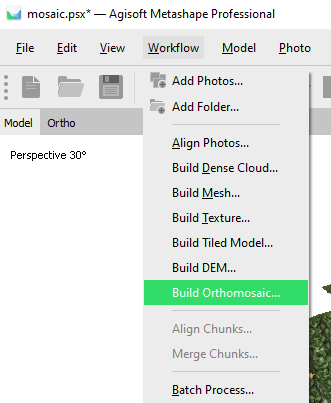 mosaic.psx* — Agisoft Metashape Professional
File Edit View Workflow Model Photo
Add Photos...
Add Folder...
Model Ortho
Align Photos...
Perspective 30°
Build Dense Cloud...
Build Mesh...
Build Texture...
Build Tiled Model...
Build DEM...
Build Orthomosaic...
Align Chunks...
Merge Chunks...
Batch Process...